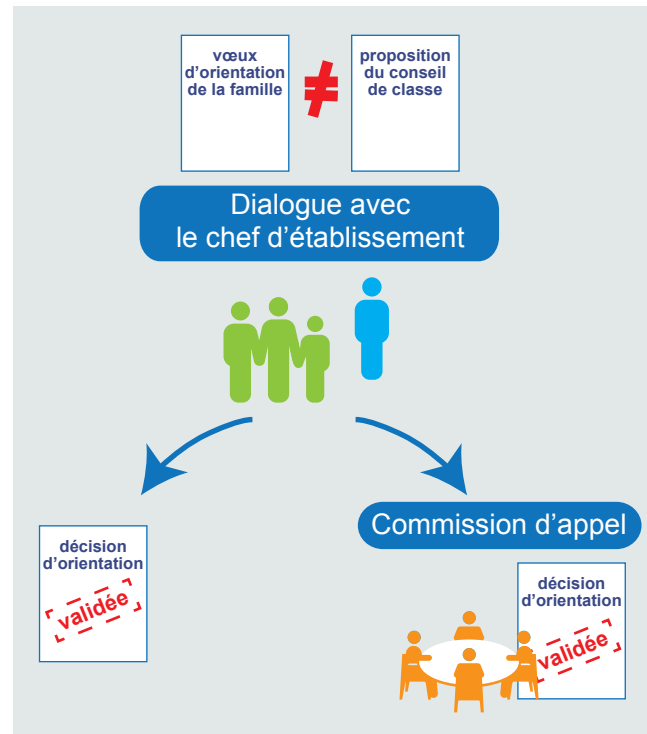 vœux
d'orientation
de la famille
≠
proposition
du conseil
de classe
Dialogue avec
le chef d’établissement
décision
d'orientation
validée
Commission d’appel
décision
d'orientation
validée